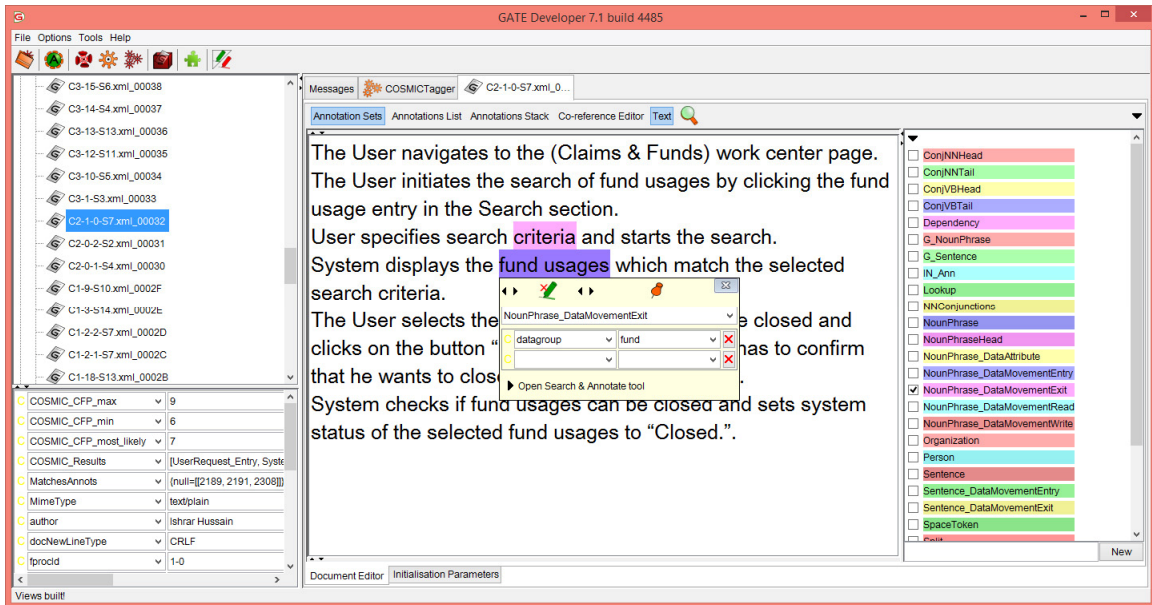 GATE Developer 7.1 build 4485
File Options Tools Help
C3-15-S6.xml_00038
C3-14-S4.xml_00037
C3-13-S13.xml_00036
C3-12-S11.xml_00035
C3-10-S5.xml_00034
C3-1-S3.xml_00033
C2-1-0-S7.xml_00032
C2-0-2-S2.xml_00031
C2-0-1-S4.xml_00030
C1-9-S10.xml_0002F
C1-3-S14.xml_0002E
C1-2-2-S7.xml_0002D
C1-2-1-S7.xml_0002C
C1-18-S13.xml_0002B
C COSMIC_CFP_max 9
C COSMIC_CFP_min 6
C COSMIC_CFP_most_likely 7
C COSMIC_Results [UserRequest_Entry, Syste
C MatchesAnnots {null=[[2189, 2191, 2308]]}
C MimeType text/plain
C author Ishrar Hussain
C docNewLineType CRLF
C fprocId 1-0
Views built!
Messages COSMICTagger C2-1-0-S7.xml_0...
Annotation Sets Annotations List Annotations Stack Co-reference Editor Text
The User navigates to the (Claims & Funds) work center page.
The User initiates the search of fund usages by clicking the fund
usage entry in the Search section.
User specifies search criteria and starts the search.
System displays the fund usages which match the selected
search criteria.
The User selects the e closed and
clicks on the button “ has to confirm
that he wants to close .
System checks if fund usages can be closed and sets system
status of the selected fund usages to “Closed.”.
NounPhrase_DataMovementExit
C datagroup fund
C
Open Search & Annotate tool
Document Editor Initialisation Parameters
ConjNNHead
ConjNNTail
ConjVBHead
ConjVBTail
Dependency
G_NounPhrase
G_Sentence
IN_Ann
Lookup
NNConjunctions
NounPhrase
NounPhraseHead
NounPhrase_DataAttribute
NounPhrase_DataMovementEntry
NounPhrase_DataMovementExit
NounPhrase_DataMovementRead
NounPhrase_DataMovementWrite
Organization
Person
Sentence
Sentence_DataMovementEntry
Sentence_DataMovementExit
SpaceToken
Split
New